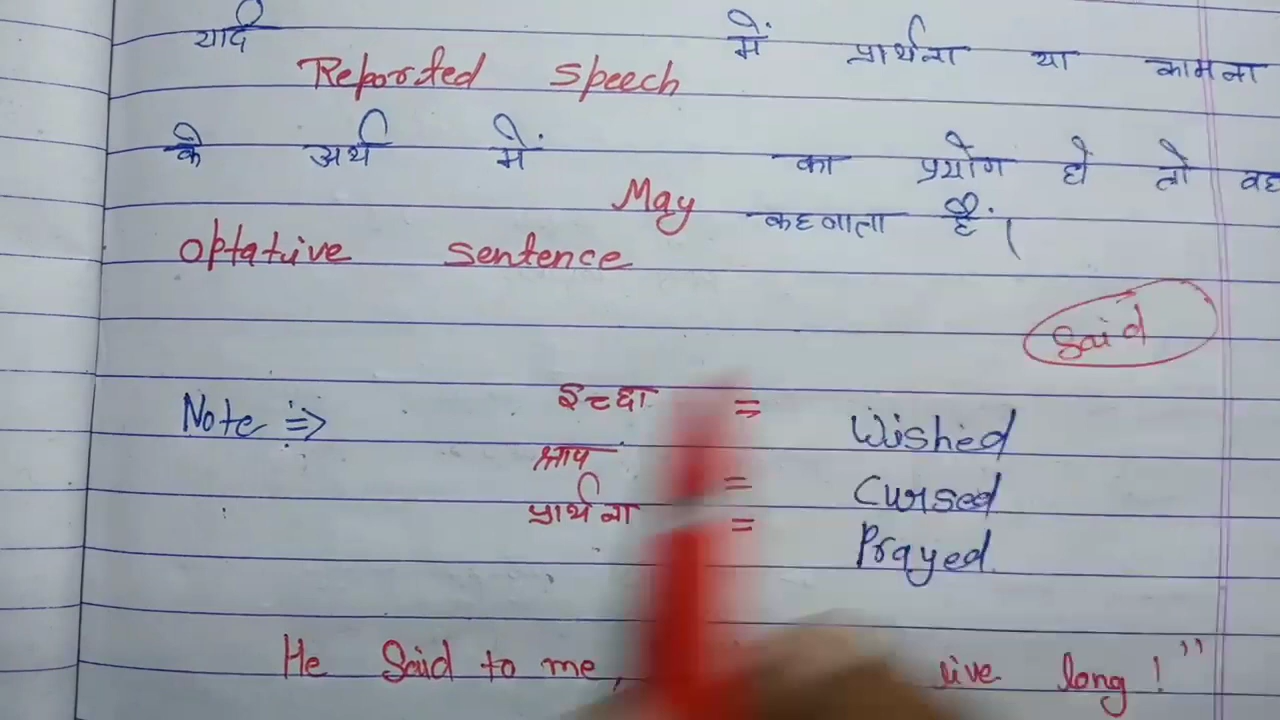 यदि Reported Speech में प्रार्थना या कामना
के अर्थ में May का प्रयोग हो तो वह
optative sentence कहलाता है।
Said
Note ⇒ इच्छा = Wished
श्राप = Cursed
प्रार्थना = Prayed
He Said to me, live long!"